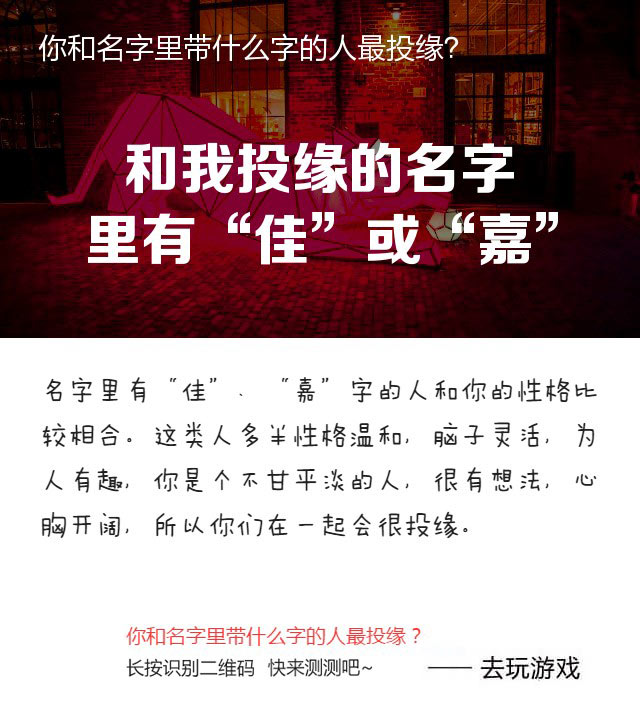 你和名字里带什么字的人最投缘？
和我投缘的名字
里有“佳”或“嘉”
名字里有“佳”、“嘉”字的人和你的性格比
较相合。这类人多半性格温和，脑子灵活，为
人有趣，你是个不甘平淡的人，很有想法，心
胸开阔，所以你们在一起会很投缘。
你和名字里带什么字的人最投缘？
长按识别二维码 快来测测吧~ —— 去玩游戏